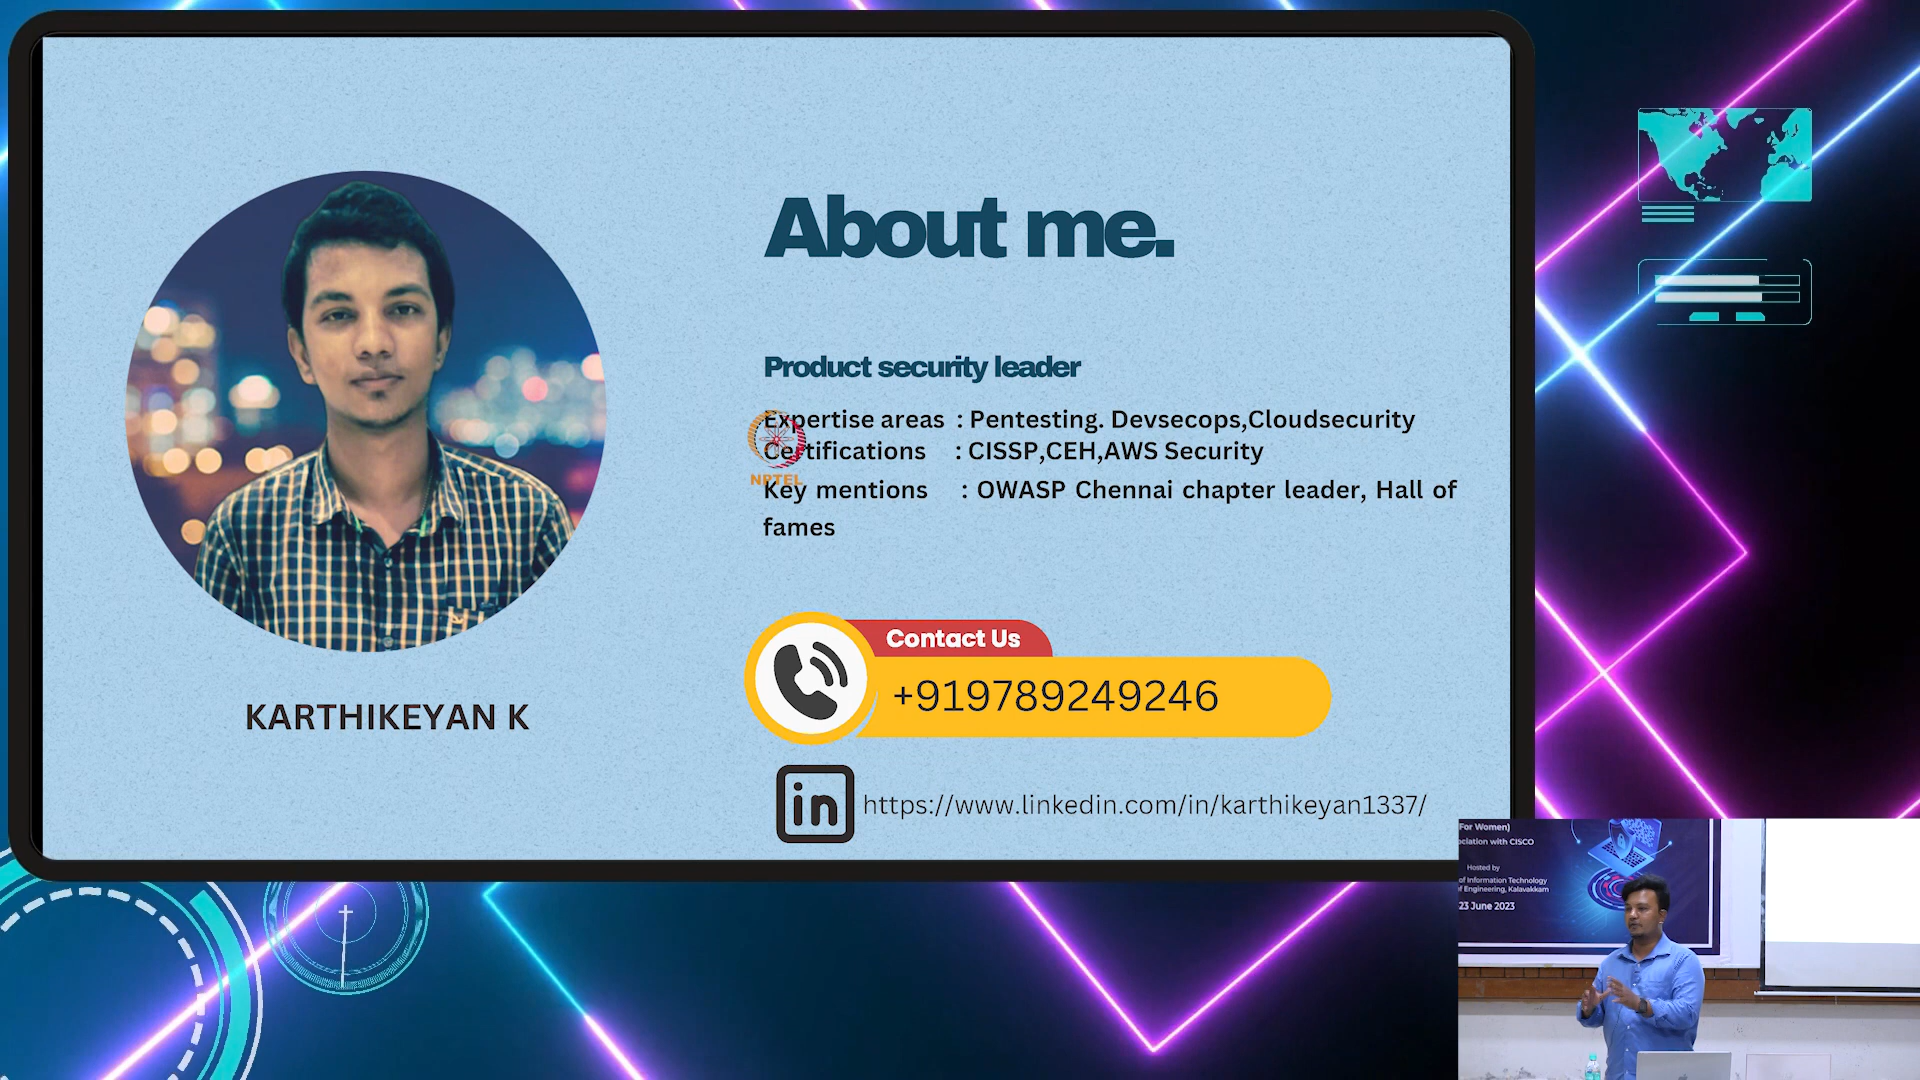 About me.
Product security leader
Expertise areas : Pentesting. Devsecops,Cloudsecurity
Certifications : CISSP,CEH,AWS Security
NPTEL
Key mentions : OWASP Chennai chapter leader, Hall of
fames
Contact Us
+919789249246
KARTHIKEYAN K
in
https://www.linkedin.com/in/karthikeyan1337/
For Women)
ociation with CISCO
Hosted by
of Information Technology
of Engineering, Kalavakkam
23 June 2023